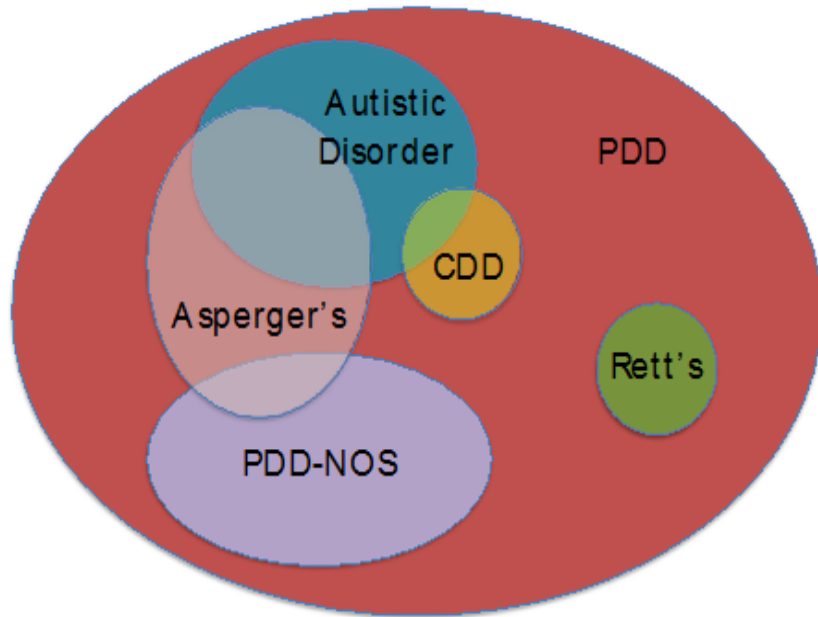 Autistic
Disorder
PDD
CDD
Asperger’s
Rett’s
PDD-NOS